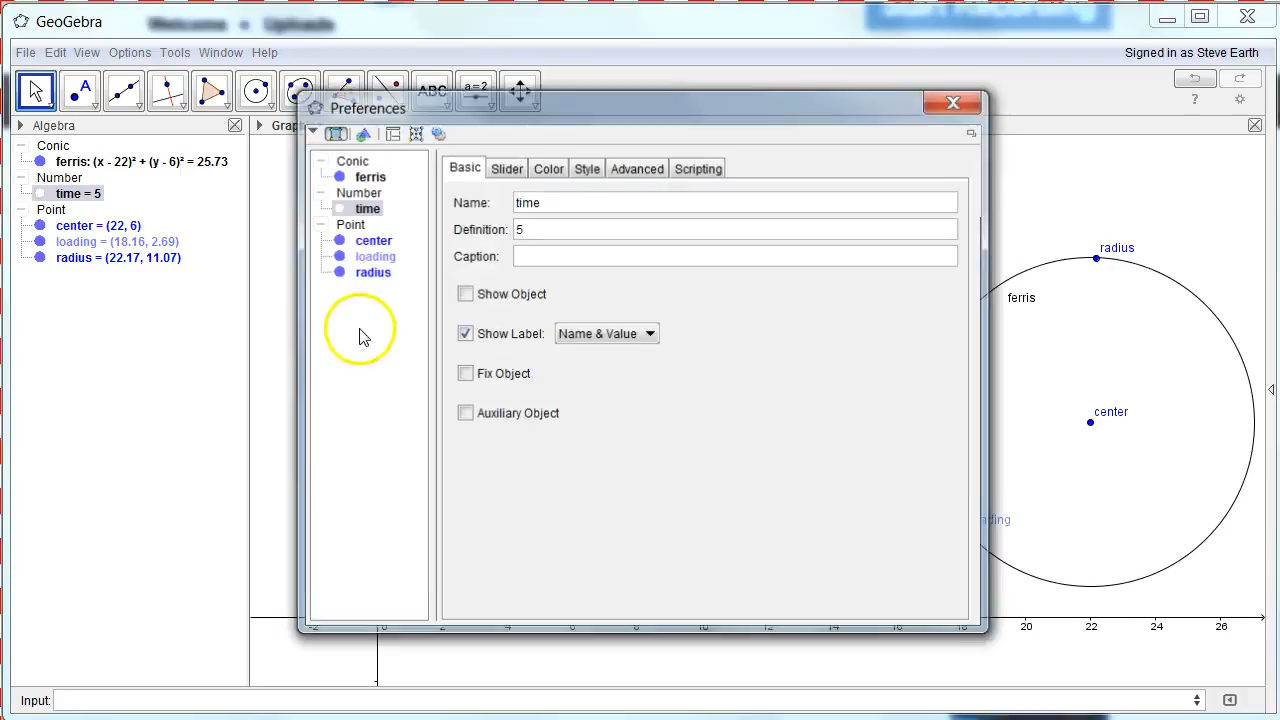 GeoGebra
Welcome • Uploads
File Edit View Options Tools Window Help
Signed in as Steve Earth
ABC
a=2
A
?
Preferences
Algebra
Conic
ferris: (x - 22)² + (y - 6)² = 25.73
Number
time = 5
Point
center = (22, 6)
loading = (18.16, 2.69)
radius = (22.17, 11.07)
Conic
ferris
Number
time
Point
center
loading
radius
Basic Slider Color Style Advanced Scripting
Name: time
Definition: 5
Caption:
Show Object
Show Label: Name & Value
Fix Object
Auxiliary Object
radius
ferris
center
20 22 24 26
Input: